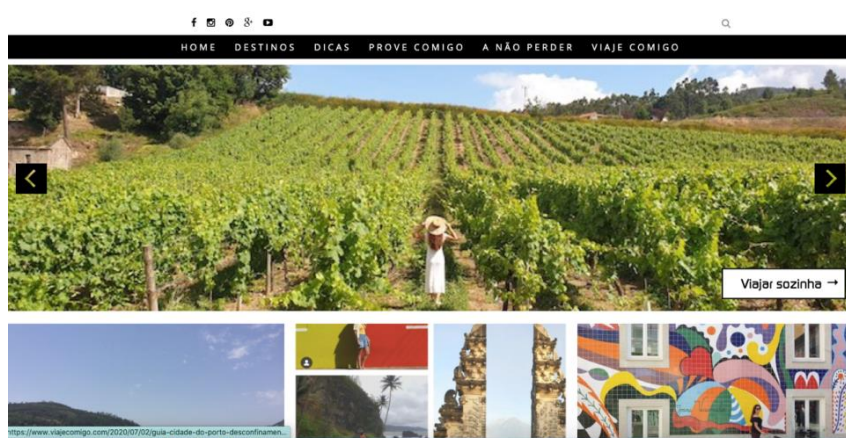 HOME DESTINOS DICAS PROVE COMIGO A NÃO PERDER VIAJE COMIGO
Viajar sozinha →
https://www.viajecomigo.com/2020/07/02/guia-cidade-do-porto-desconfinamen...